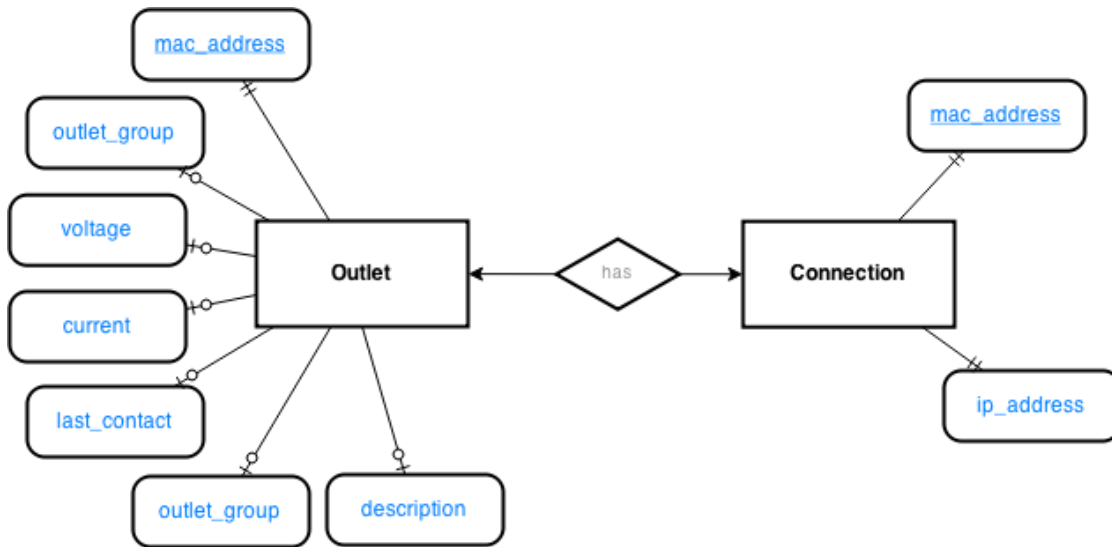 mac_address
mac_address
outlet_group
voltage
Outlet
has
Connection
current
last_contact
ip_address
outlet_group
description